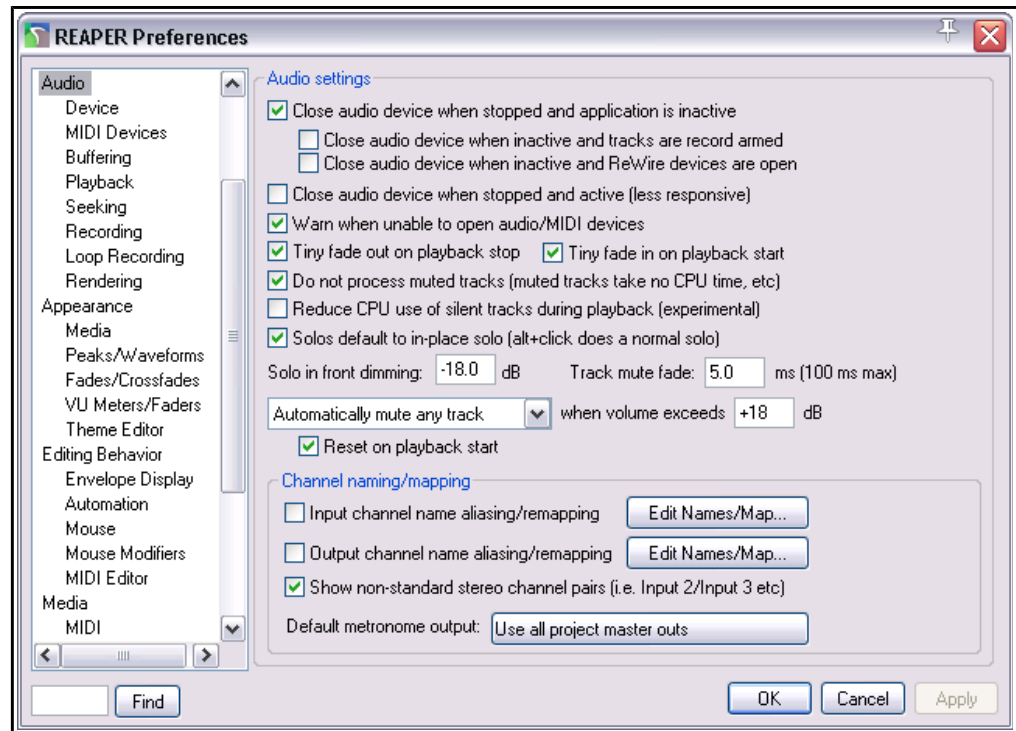 REAPER Preferences
Audio
Device
MIDI Devices
Buffering
Playback
Seeking
Recording
Loop Recording
Rendering
Appearance
Media
Peaks/Waveforms
Fades/Crossfades
VU Meters/Faders
Theme Editor
Editing Behavior
Envelope Display
Automation
Mouse
Mouse Modifiers
MIDI Editor
Media
MIDI
Find
Audio settings
Close audio device when stopped and application is inactive
Close audio device when inactive and tracks are record armed
Close audio device when inactive and ReWire devices are open
Close audio device when stopped and active (less responsive)
Warn when unable to open audio/MIDI devices
Tiny fade out on playback stop Tiny fade in on playback start
Do not process muted tracks (muted tracks take no CPU time, etc)
Reduce CPU use of silent tracks during playback (experimental)
Solos default to in-place solo (alt+click does a normal solo)
Solo in front dimming: -18.0 dB Track mute fade: 5.0 ms (100 ms max)
Automatically mute any track when volume exceeds +18 dB
Reset on playback start
Channel naming/mapping
Input channel name aliasing/remapping Edit Names/Map...
Output channel name aliasing/remapping Edit Names/Map...
Show non-standard stereo channel pairs (i.e. Input 2/Input 3 etc)
Default metronome output: Use all project master outs
OK Cancel Apply